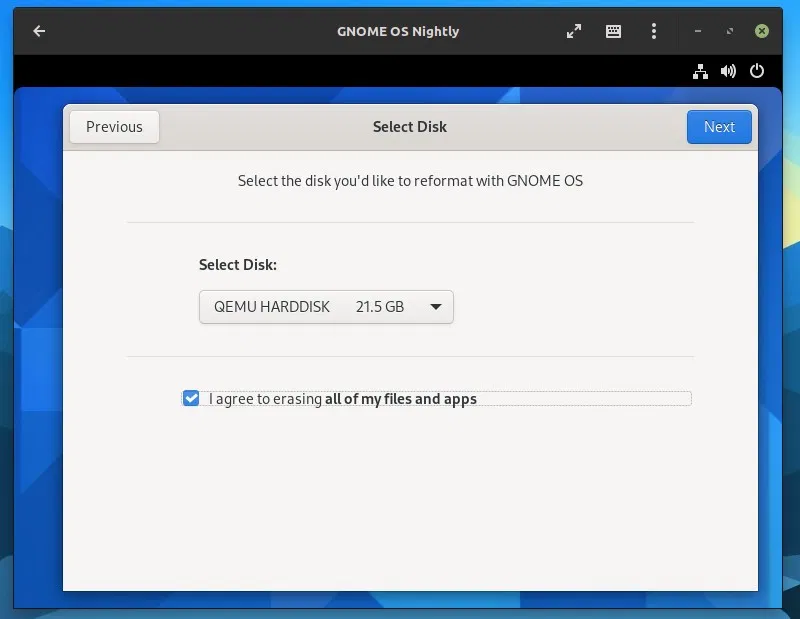 GNOME OS Nightly
Previous
Select Disk
Next
Select the disk you'd like to reformat with GNOME OS
Select Disk:
QEMU HARDDISK 21.5 GB
I agree to erasing all of my files and apps